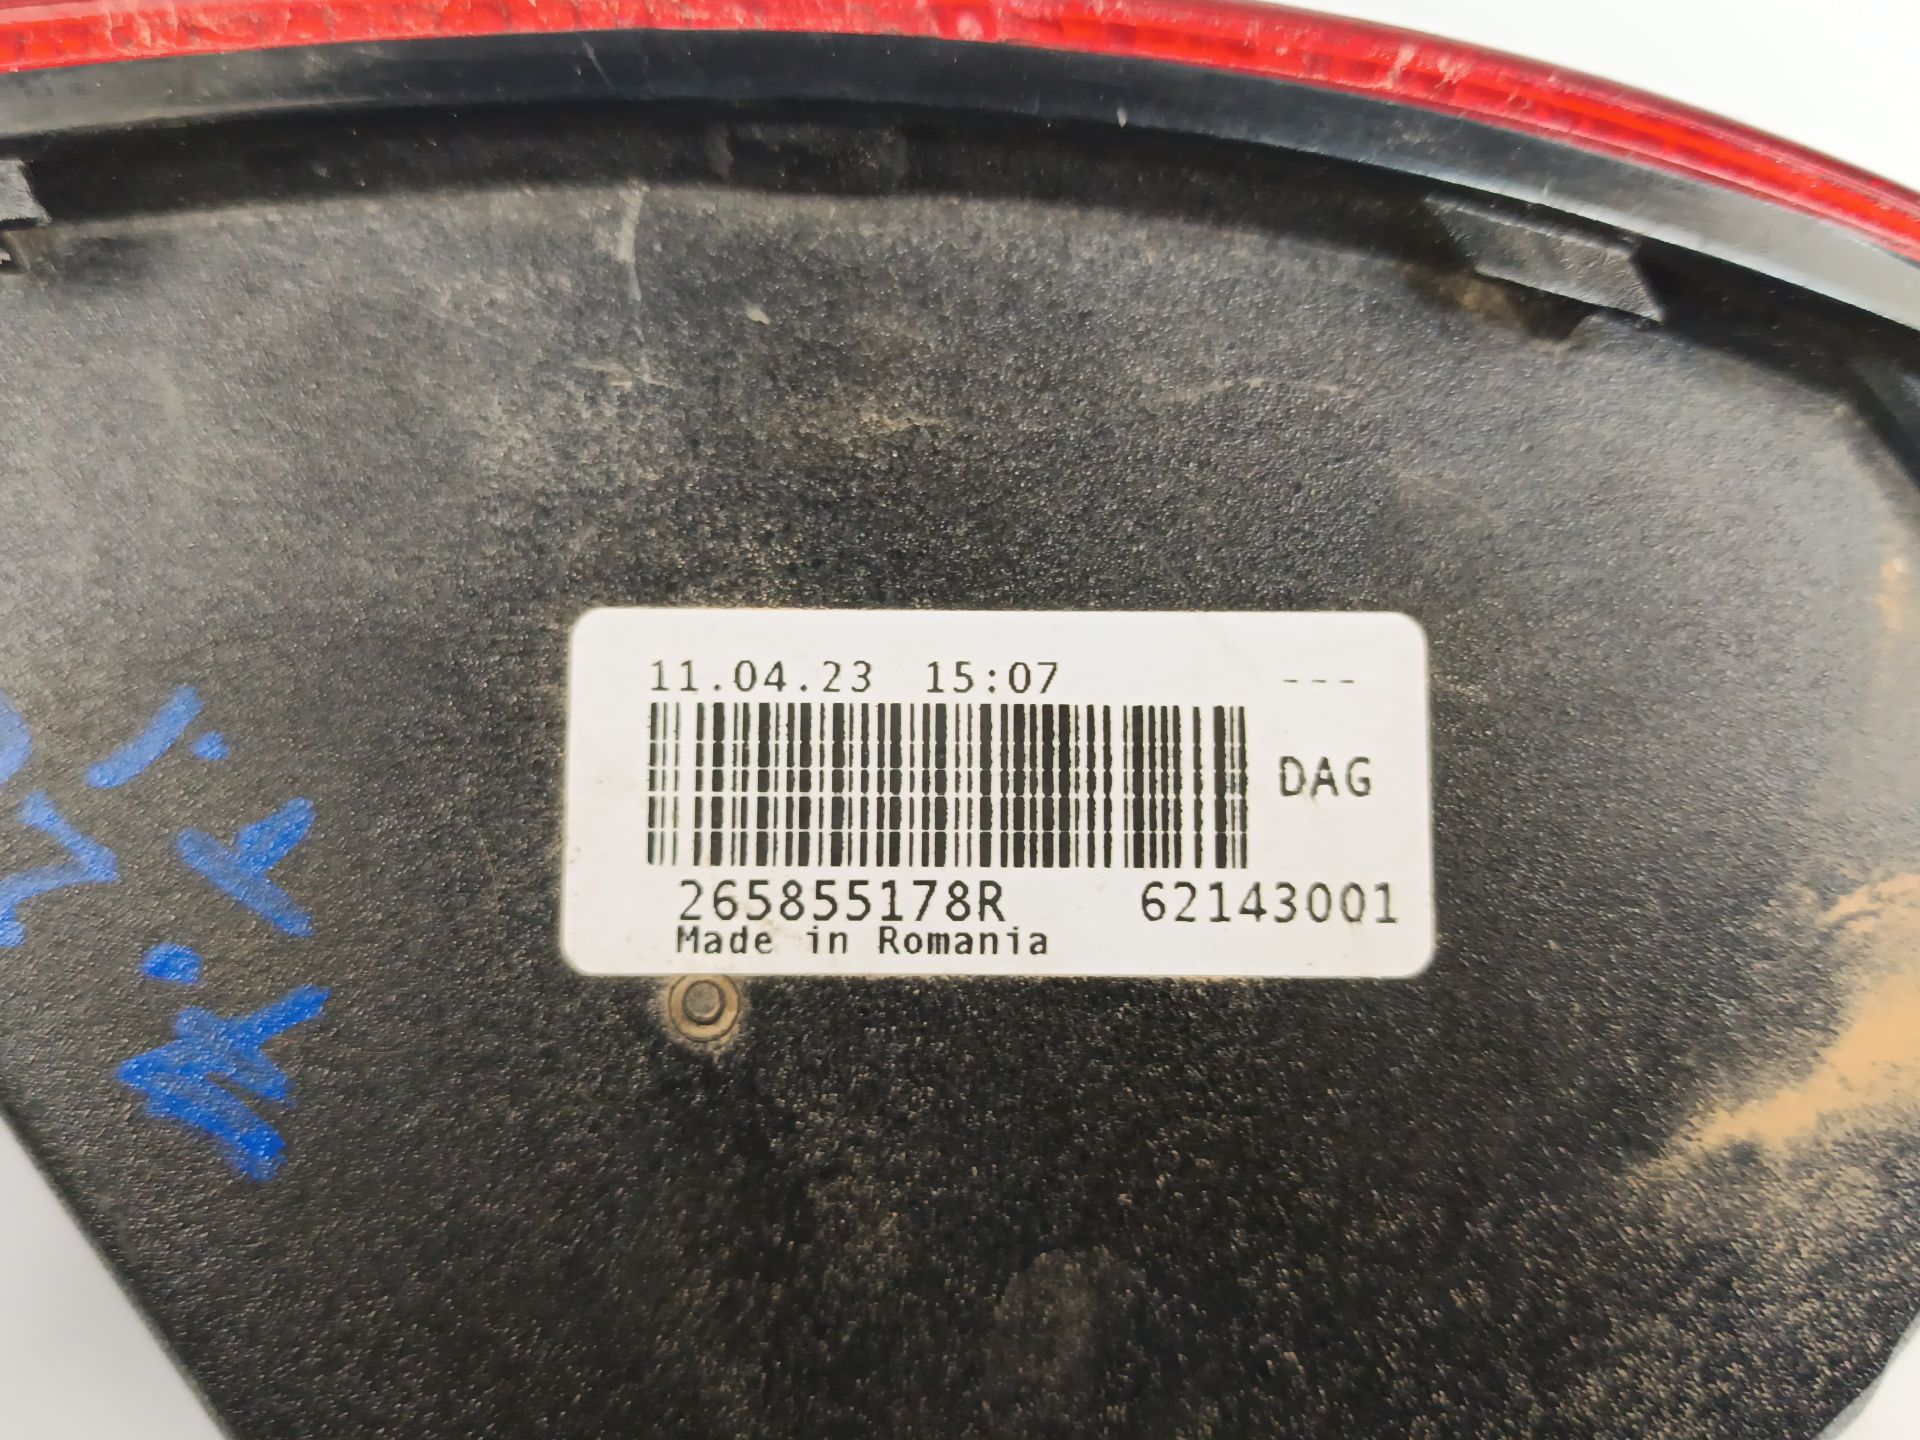 11.04.23 15:07 ---
DAG
265855178R 62143001
Made in Romania